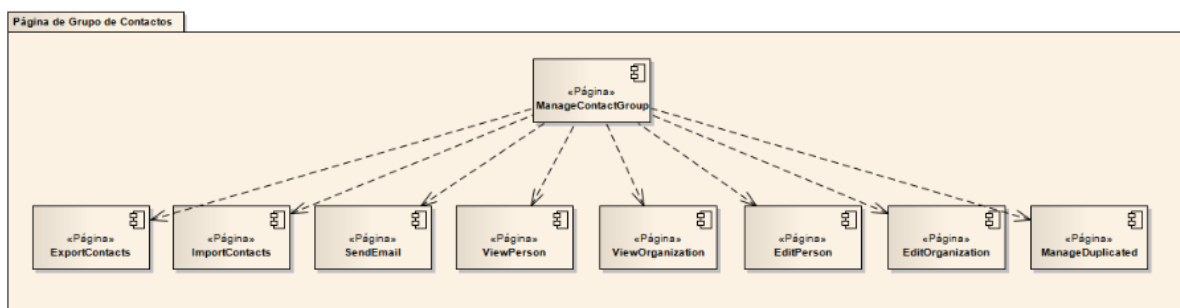 Página de Grupo de Contactos
«Página»
ManageContactGroup
«Página»
ExportContacts
«Página»
ImportContacts
«Página»
SendEmail
«Página»
ViewPerson
«Página»
ViewOrganization
«Página»
EditPerson
«Página»
EditOrganization
«Página»
ManageDuplicated